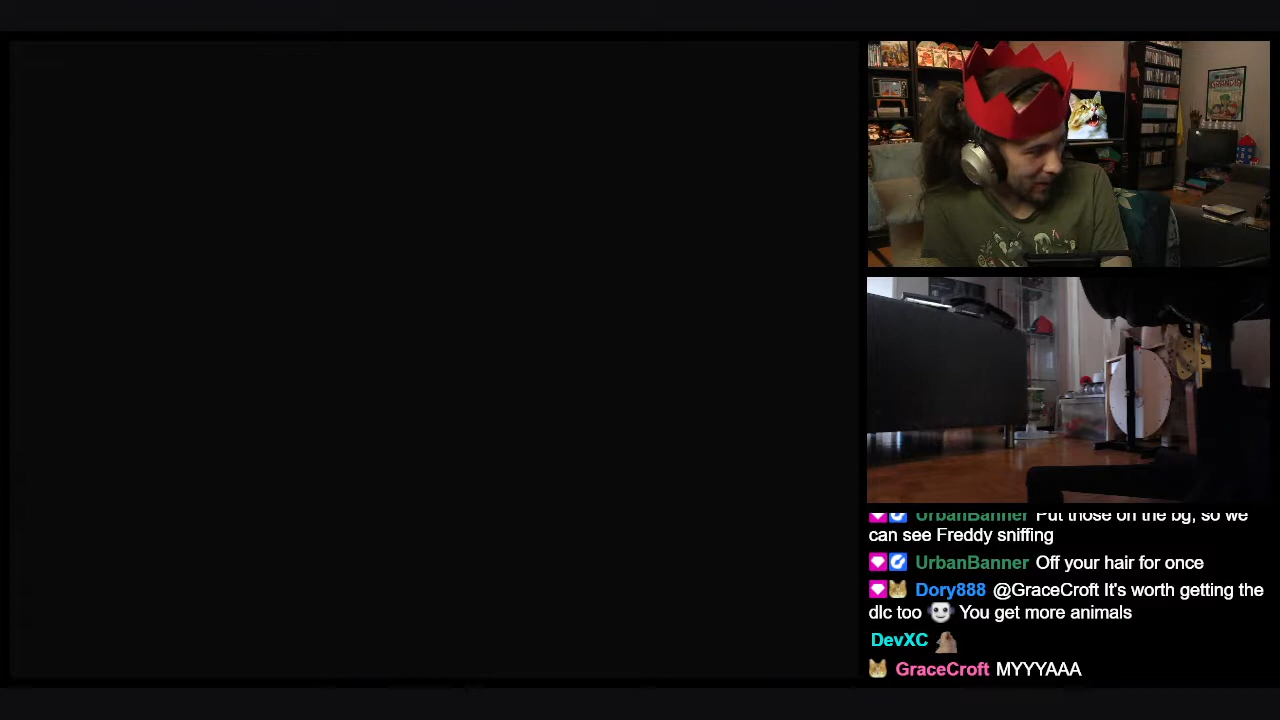 UrbanBanner Put those on the bg, so we
can see Freddy sniffing
UrbanBanner Off your hair for once
Dory888 @GraceCroft It's worth getting the
dlc too You get more animals
DevXC
GraceCroft MYYYAAA